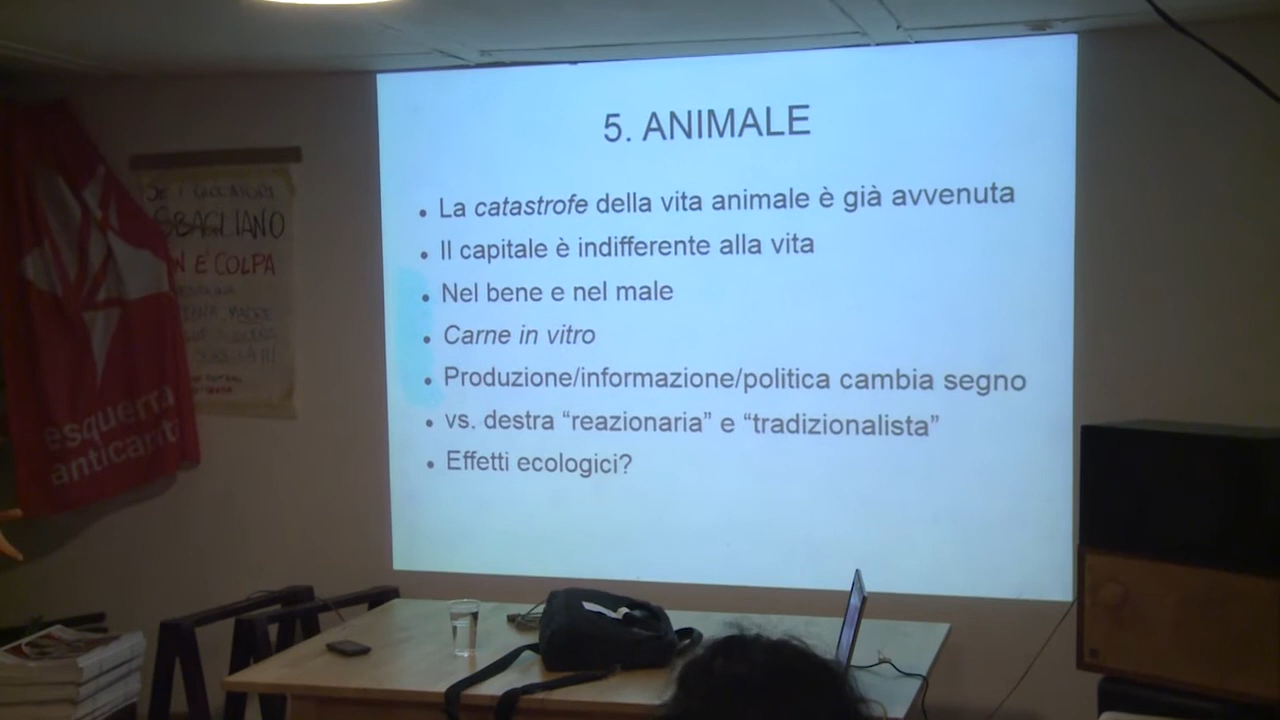 5. ANIMALE
• La catastrofe della vita animale è già avvenuta
• Il capitale è indifferente alla vita
• Nel bene e nel male
• Carne in vitro
• Produzione/informazione/politica cambia segno
• vs. destra “reazionaria” e “tradizionalista”
• Effetti ecologici?
SE I
SBAGLIANO
N E' COLPA
esquerra
anticapit